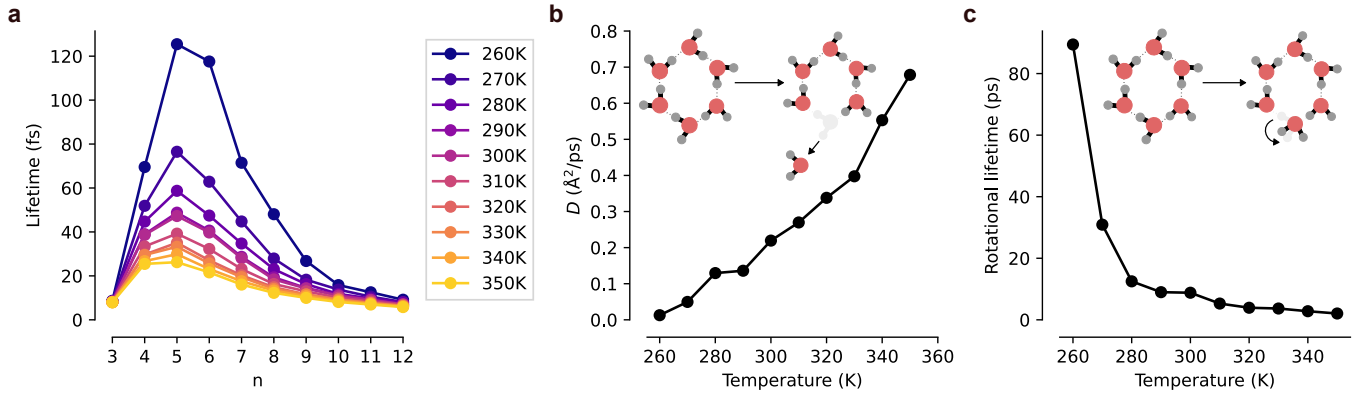 a
Lifetime (fs)
120
100
80
60
40
20
0
3 4 5 6 7 8 9 10 11 12
n
260K
270K
280K
290K
300K
310K
320K
330K
340K
350K
b
D (Å²/ps)
0.8
0.7
0.6
0.5
0.4
0.3
0.2
0.1
0.0
260 280 300 320 340 360
Temperature (K)
c
Rotational lifetime (ps)
80
60
40
20
0
260 280 300 320 340
Temperature (K)